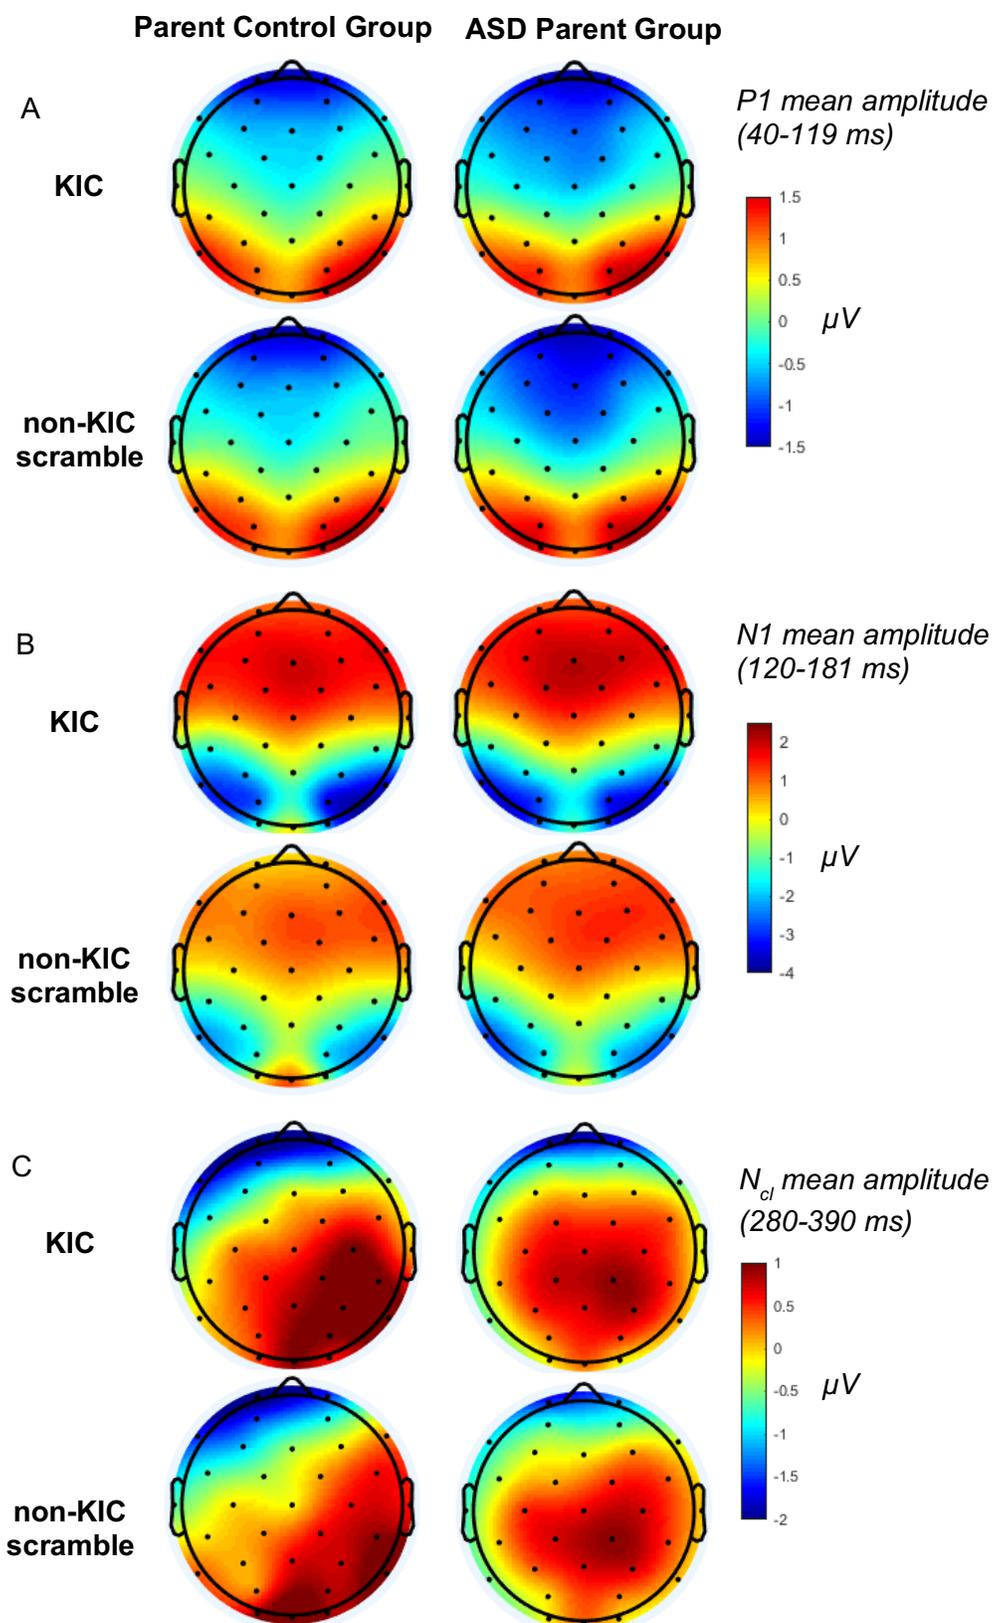 Parent Control Group
ASD Parent Group
A
P1 mean amplitude
(40-119 ms)
KIC
1.5
1
0.5
0
-0.5
-1
-1.5
µV
non-KIC
scramble
B
N1 mean amplitude
(120-181 ms)
KIC
2
1
0
-1
-2
-3
-4
µV
non-KIC
scramble
C
Ncl mean amplitude
(280-390 ms)
KIC
1
0.5
0
-0.5
-1
-1.5
-2
µV
non-KIC
scramble